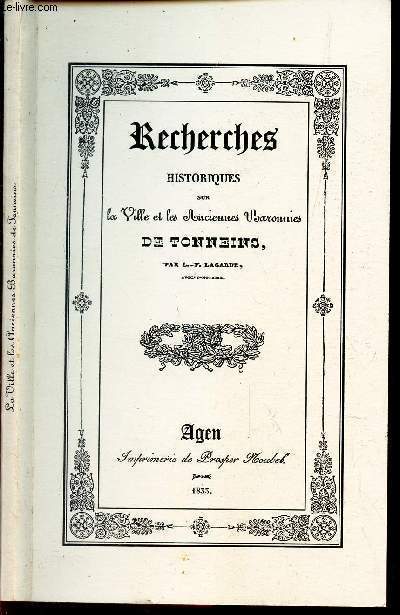 le-livre.com
La Ville et les Anciennes Baronnies de Tonneins.
Recherches
HISTORIQUES
SUR
la Ville et les Anciennes Baronnies
DE TONNEINS,
PAR L.-F. LAGARDE,
Agen
Imprimerie de Prosper Noubel.
1833.